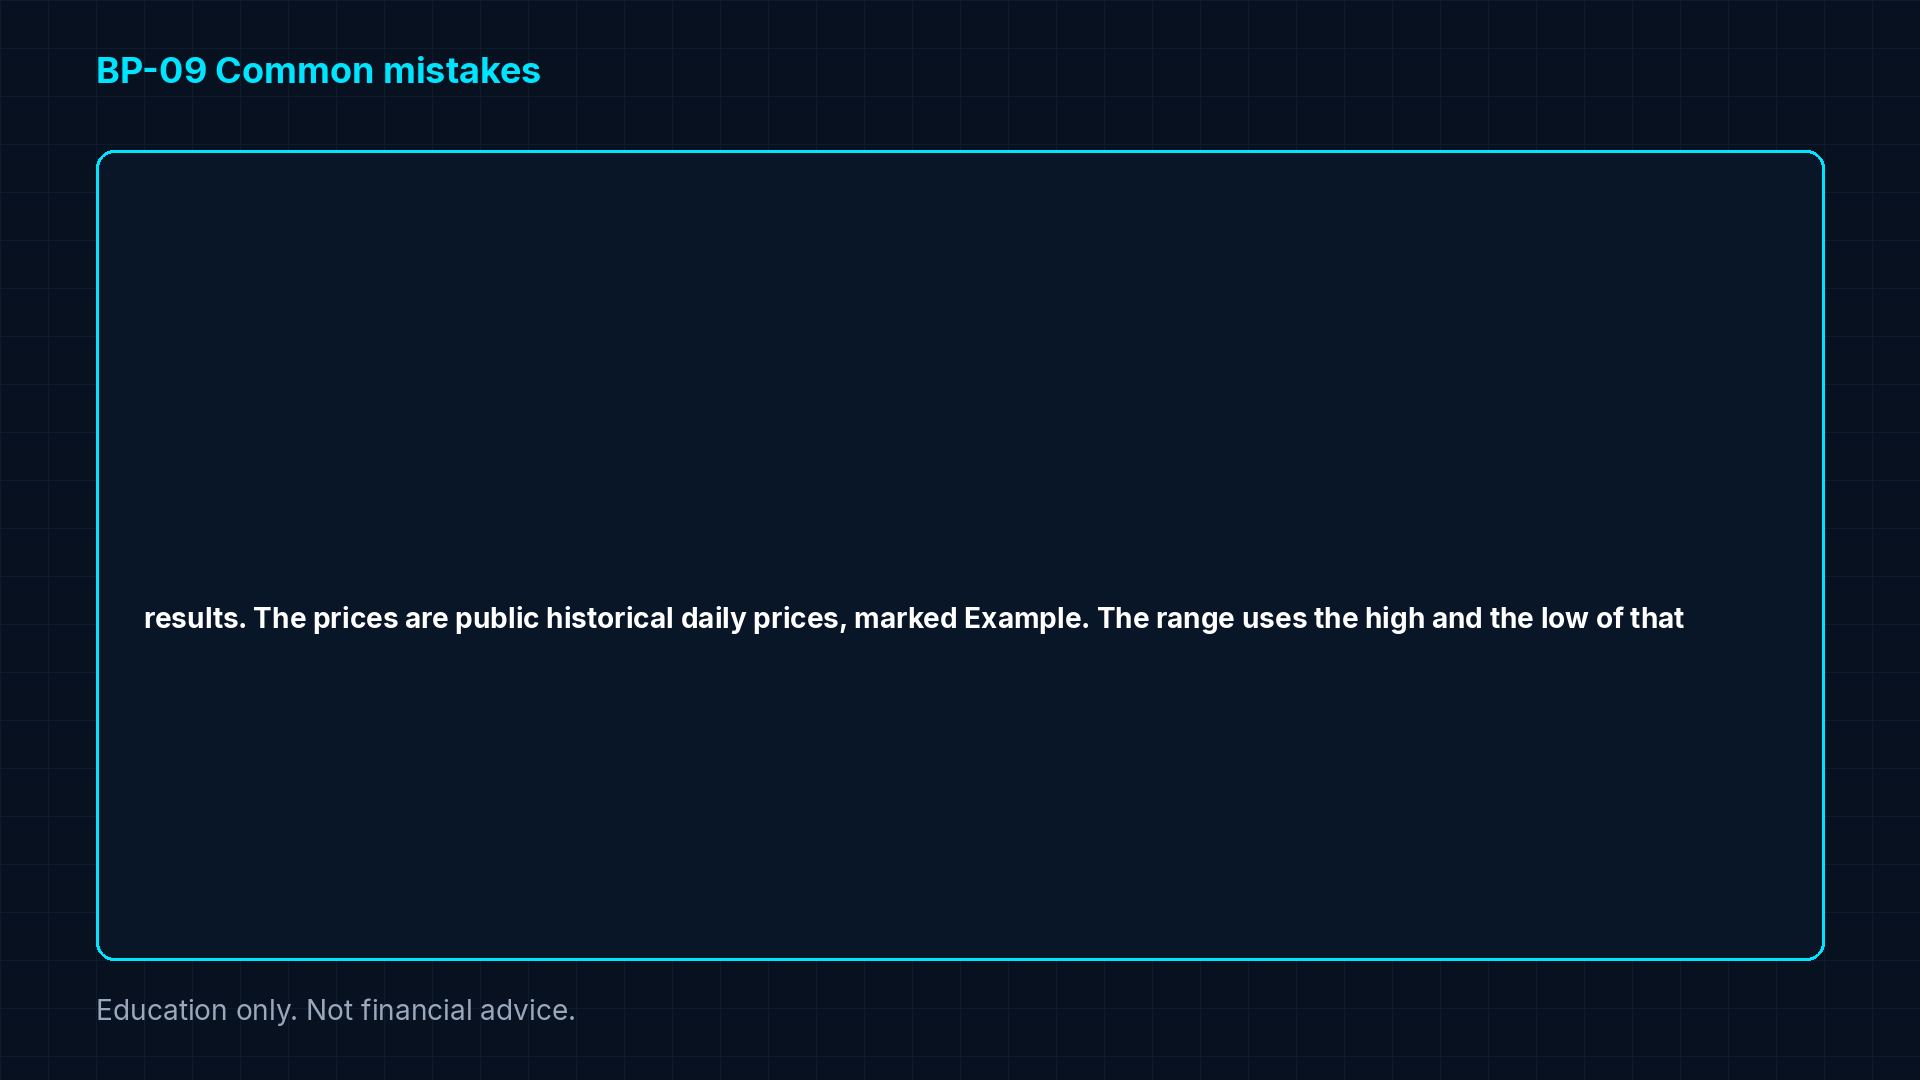 BP-09 Common mistakes
results. The prices are public historical daily prices, marked Example. The range uses the high and the low of that
Education only. Not financial advice.